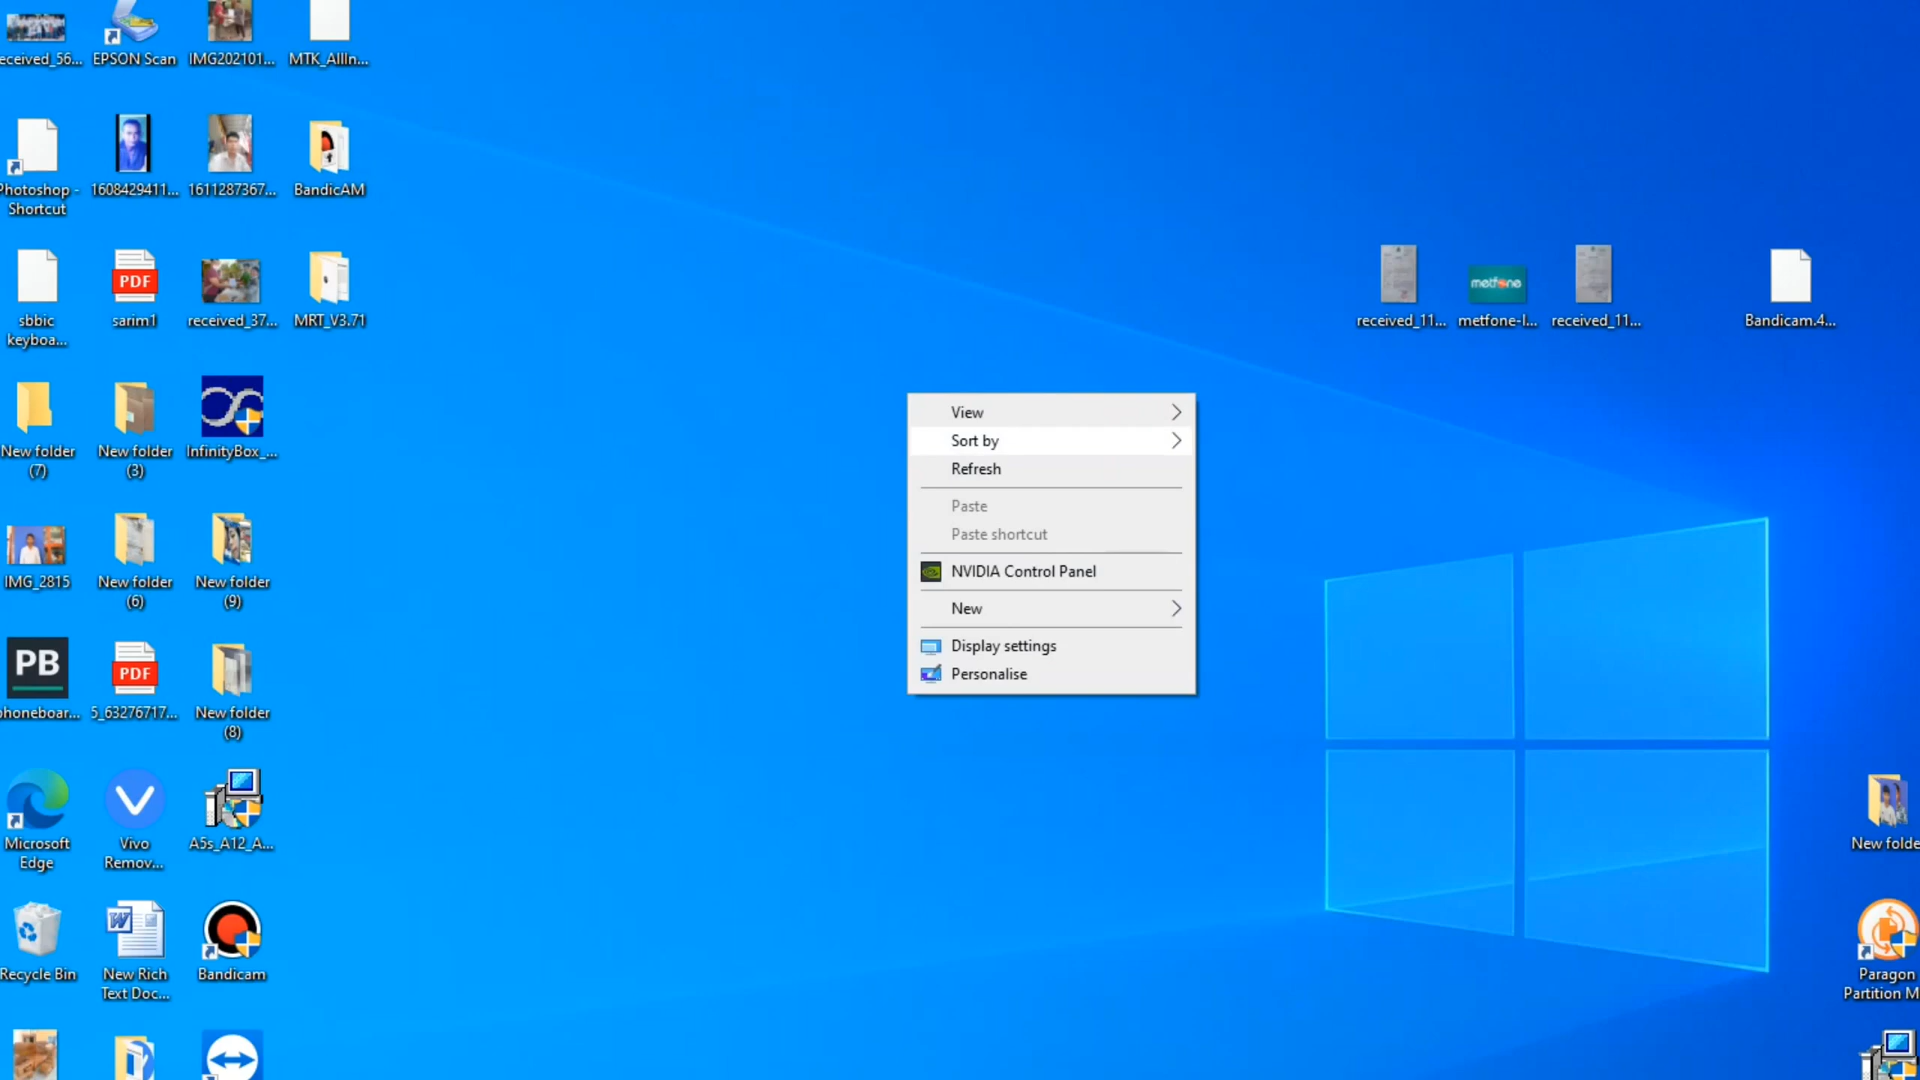 eceived_56...
EPSON Scan
IMG202101...
MTK_AllIn...
Photoshop -
Shortcut
1608429411...
1611287367...
BandicAM
sbbic
keyboa...
PDF
sarim1
received_37...
MRT_V3.71
received_11...
metfone
metfone-l...
received_11...
Bandicam.4...
New folder
(7)
New folder
(3)
InfinityBox_...
View
Sort by
Refresh
Paste
Paste shortcut
NVIDIA Control Panel
New
Display settings
Personalise
IMG_2815
New folder
(6)
New folder
(9)
PB
phoneboar...
PDF
5_63276717...
New folder
(8)
Microsoft
Edge
Vivo
Remov...
A5s_A12_A...
New folde
Recycle Bin
W
New Rich
Text Doc...
Bandicam
Paragon
Partition M